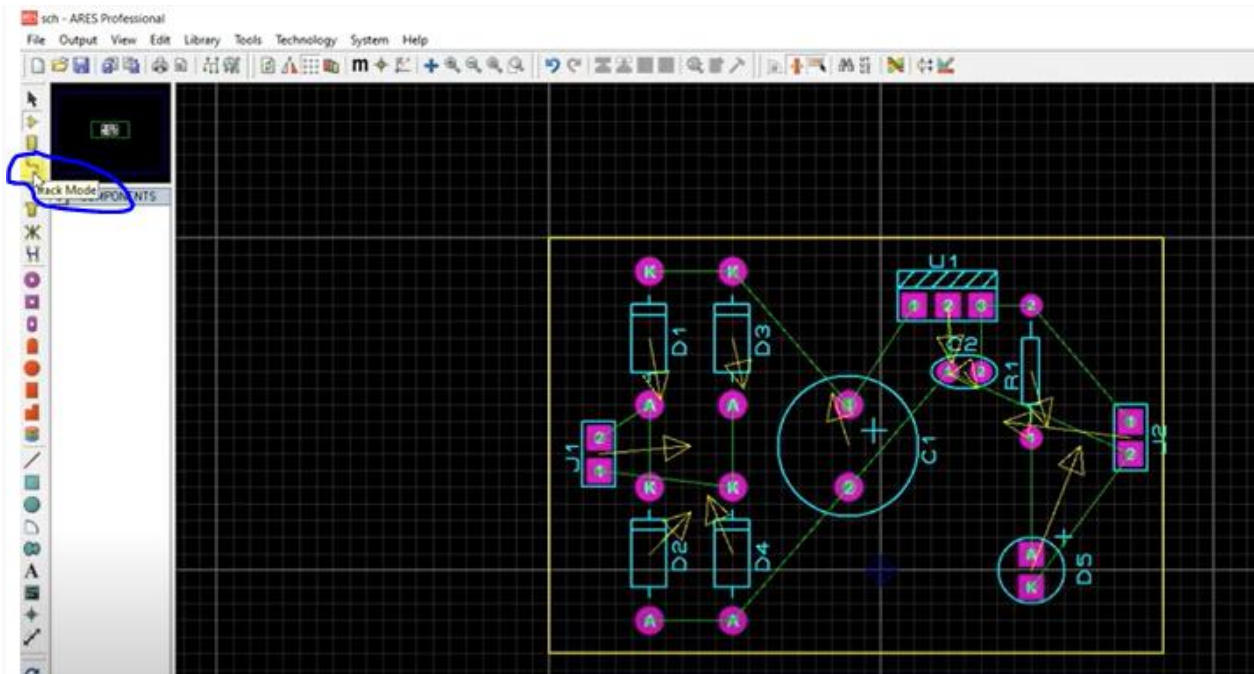 sch - ARES Professional
File Output View Edit Library Tools Technology System Help
m
Track Mode
COMPONENTS
A
U1
K K
1 2 3 2
D1 D3
C2
1 2
R1
A A
1
1
J1
2
1
C1
2
1
2
J2
K K
D2 D4
A
K
D5
A A